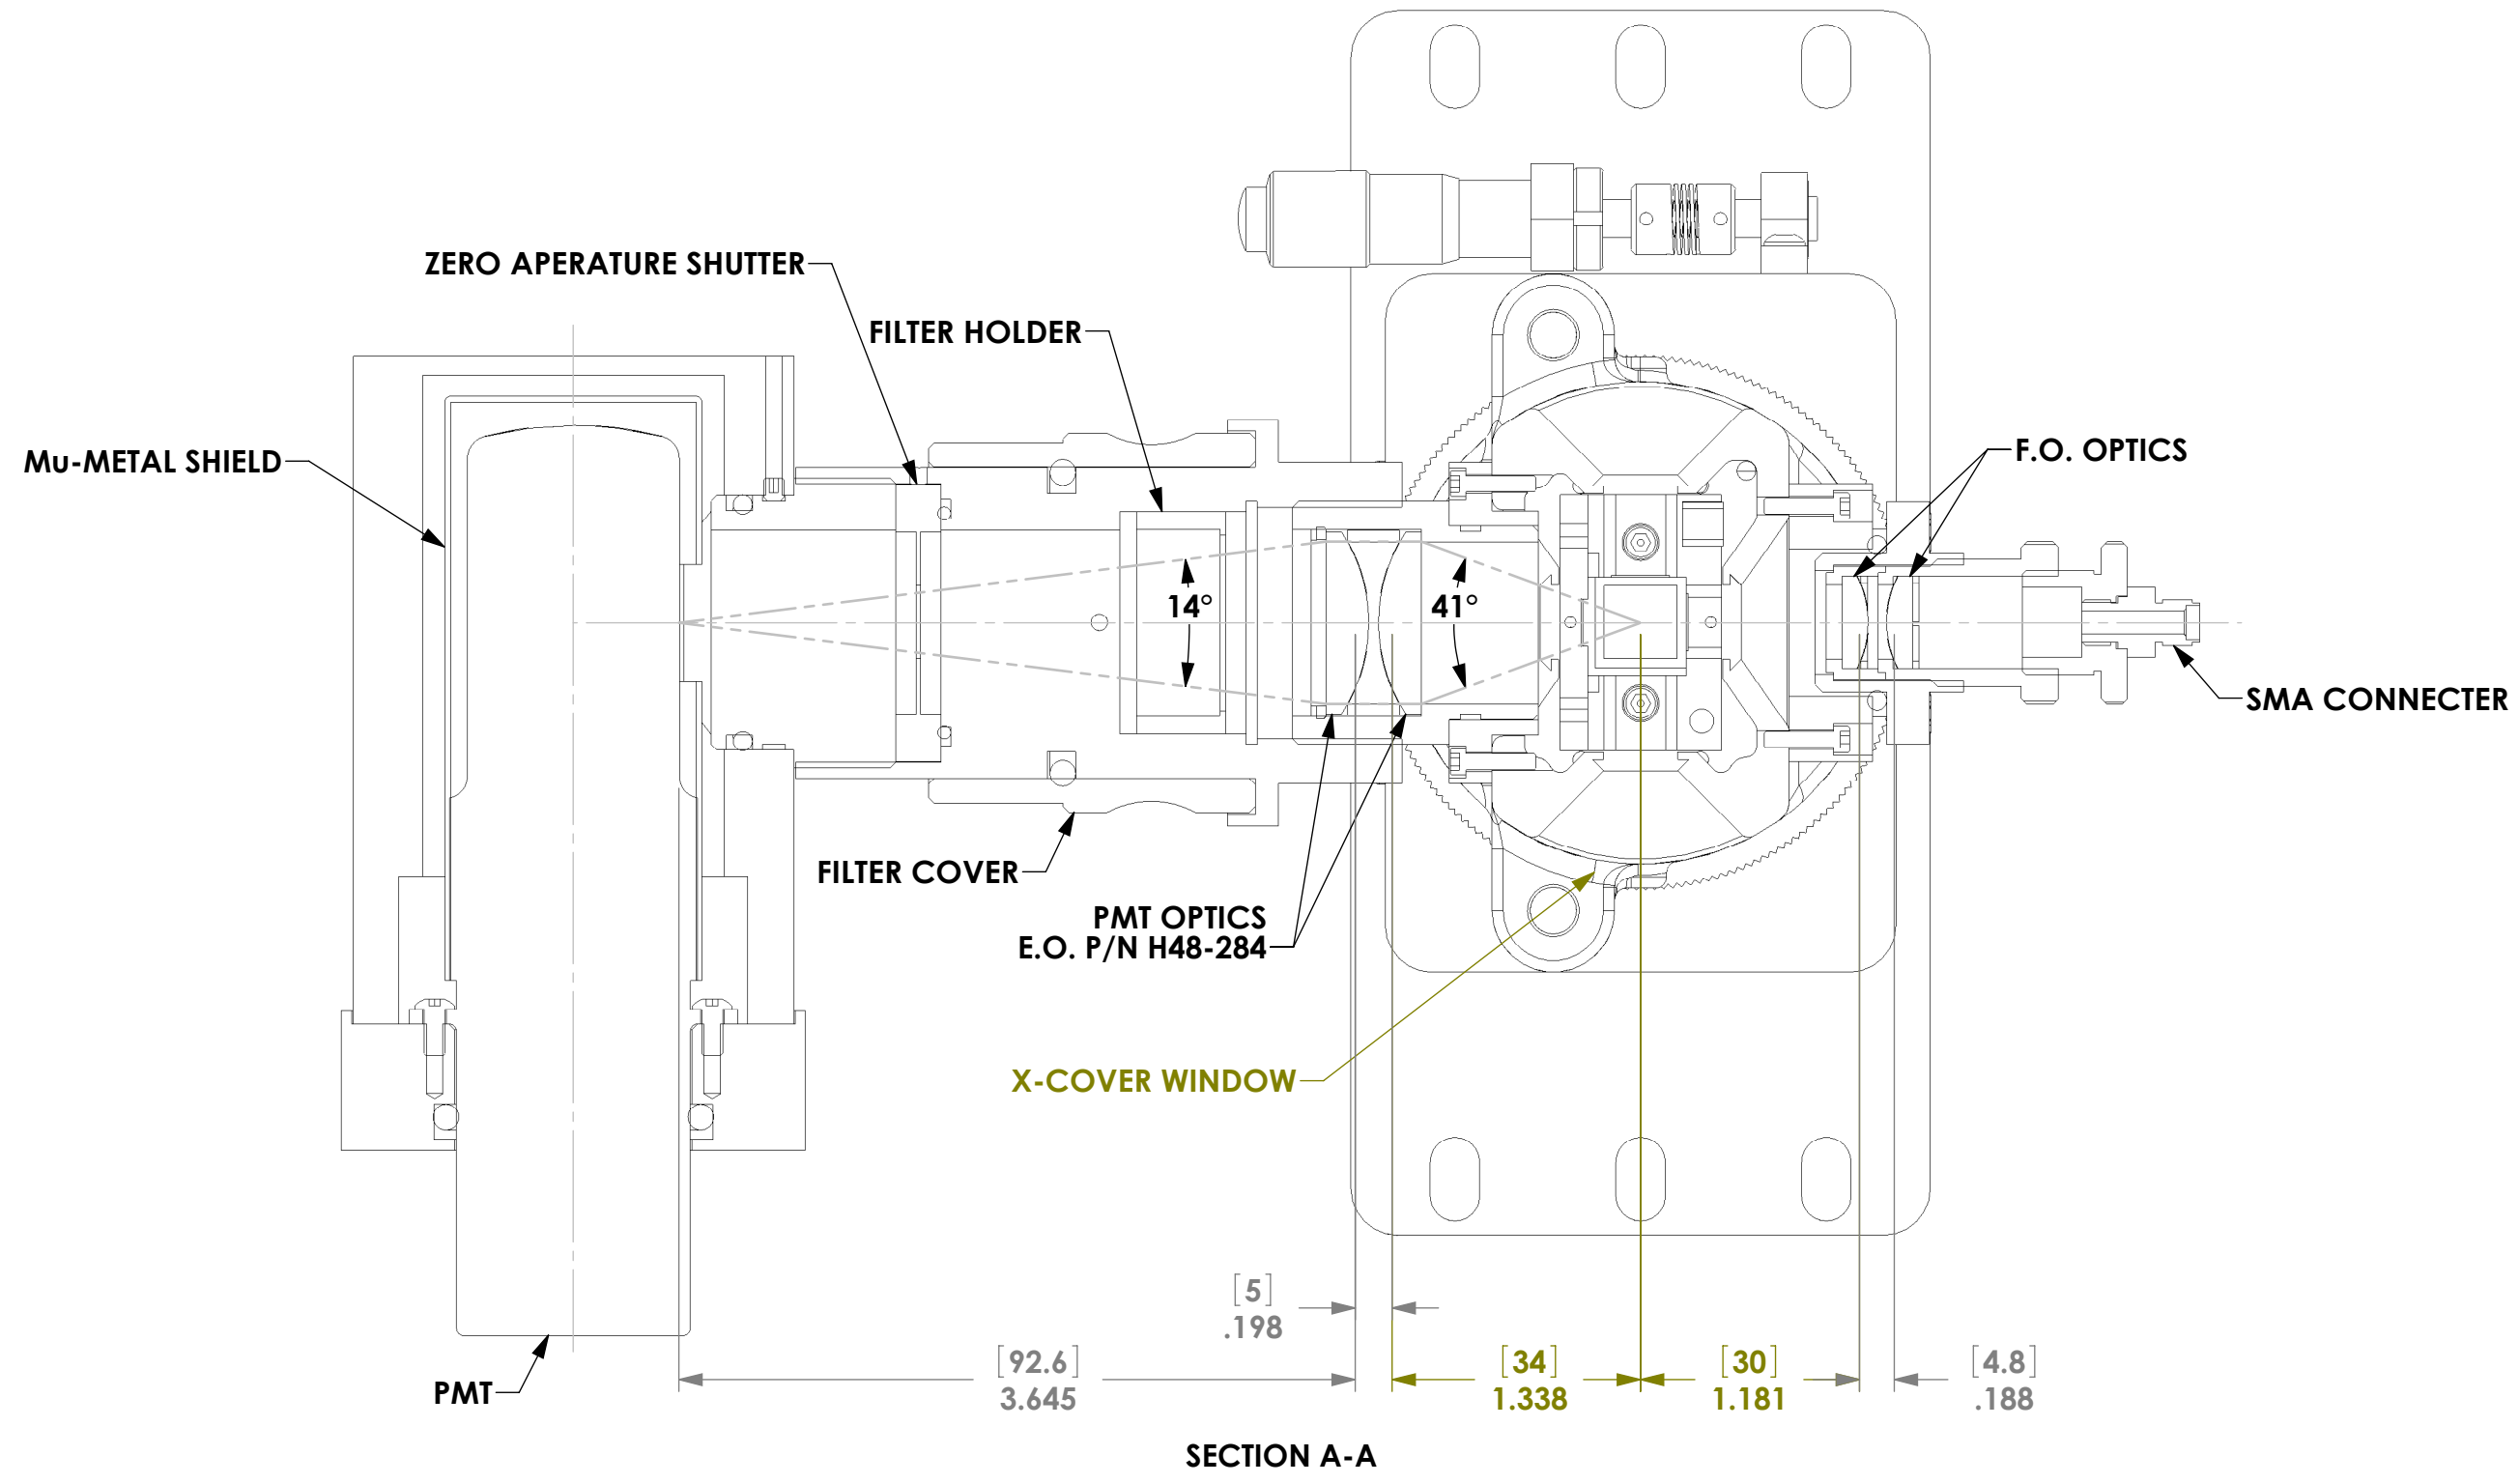 ZERO APERATURE SHUTTER
FILTER HOLDER
Mu-METAL SHIELD
F.O. OPTICS
14°
41°
SMA CONNECTER
FILTER COVER
PMT OPTICS
E.O. P/N H48-284
X-COVER WINDOW
[5]
.198
[92.6]
3.645
[34]
1.338
[30]
1.181
[4.8]
.188
PMT
SECTION A-A